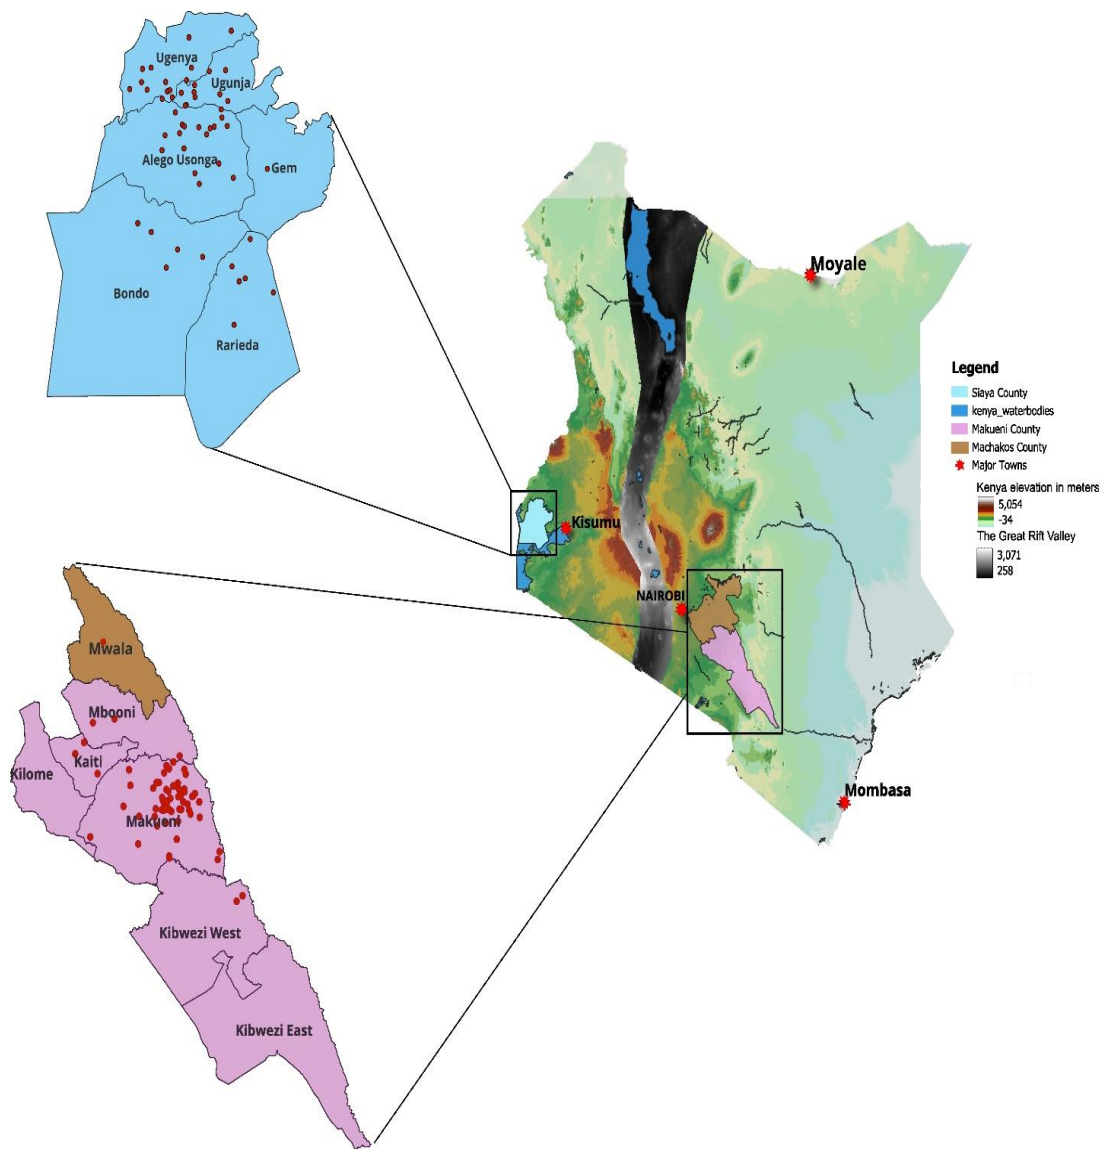 Ugenya
Ugunja
Alego Usonga
Gem
Bondo
Rarieda
Moyale
Kisumu
NAIROBI
Mombasa
Legend
Siaya County
kenya_waterbodies
Makueni County
Machakos County
Major Towns
Kenya elevation in meters
5,054
-34
The Great Rift Valley
3,071
258
Mwala
Mbooni
Kaiti
Kilome
Makueni
Kibwezi West
Kibwezi East